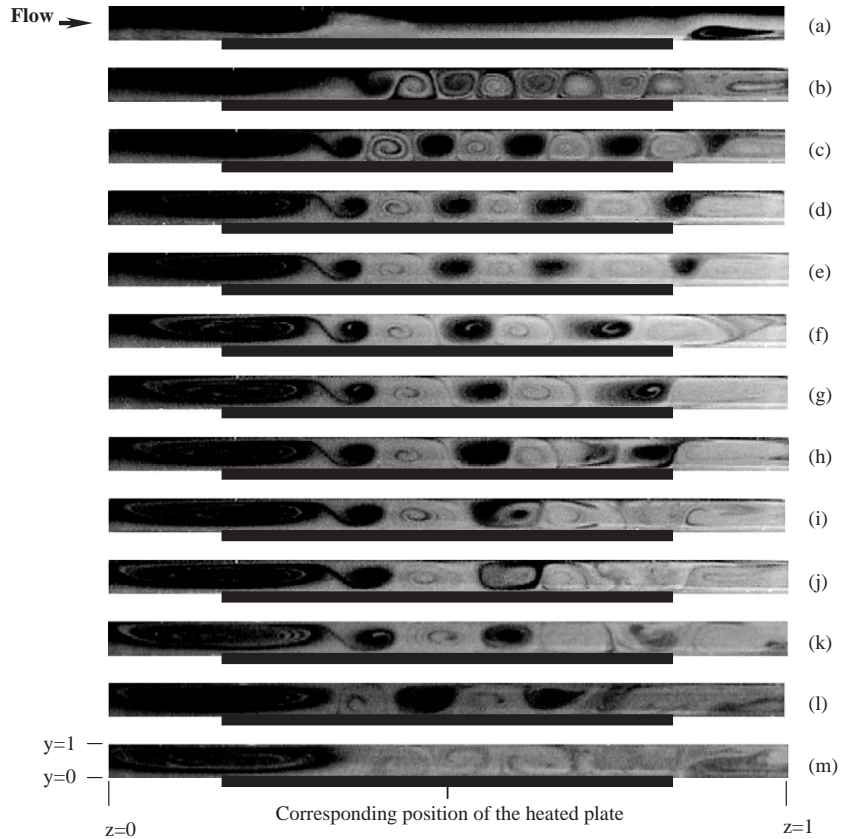 Flow
(a)
(b)
(c)
(d)
(e)
(f)
(g)
(h)
(i)
(j)
(k)
(l)
y=1
(m)
y=0
Corresponding position of the heated plate
z=0
z=1